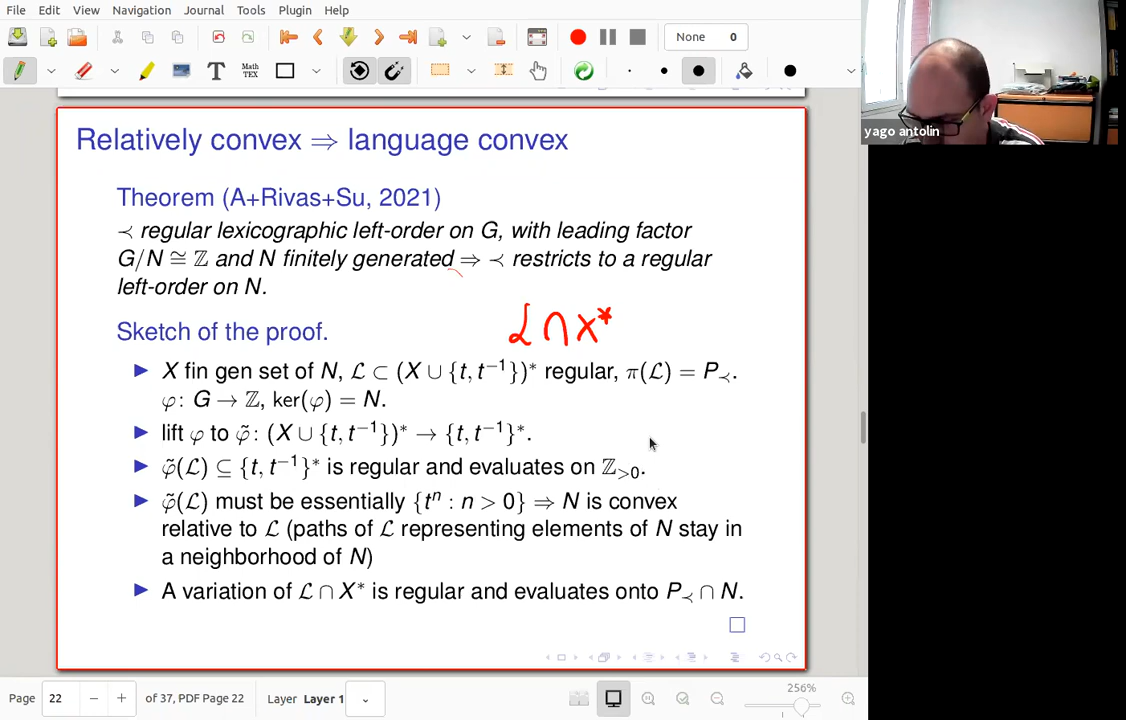 File Edit View Navigation Journal Tools Plugin Help
None 0
T Math TEX
yago antolin
Relatively convex ⇒ language convex
Theorem (A+Rivas+Su, 2021)
≺ regular lexicographic left-order on G, with leading factor
G/N ≅ ℤ and N finitely generated ⇒ ≺ restricts to a regular
left-order on N.
Sketch of the proof.
ℒ ∩ X*
► X fin gen set of N, ℒ ⊂ (X ∪ {t, t⁻¹})* regular, π(ℒ) = P≺.
φ: G → ℤ, ker(φ) = N.
► lift φ to φ̃: (X ∪ {t, t⁻¹})* → {t, t⁻¹}*.
► φ̃(ℒ) ⊆ {t, t⁻¹}* is regular and evaluates on ℤ>0.
► φ̃(ℒ) must be essentially {tⁿ : n > 0} ⇒ N is convex
relative to ℒ (paths of ℒ representing elements of N stay in
a neighborhood of N)
► A variation of ℒ ∩ X* is regular and evaluates onto P≺ ∩ N.
Page 22 − + of 37, PDF Page 22 Layer Layer 1 256%